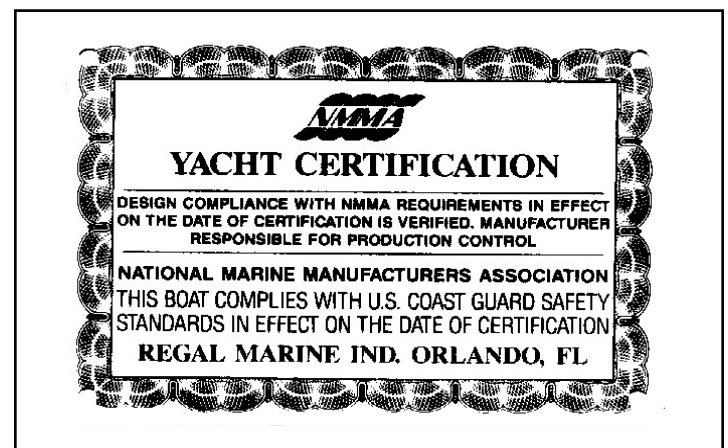 NMMA
YACHT CERTIFICATION
DESIGN COMPLIANCE WITH NMMA REQUIREMENTS IN EFFECT
ON THE DATE OF CERTIFICATION IS VERIFIED. MANUFACTURER
RESPONSIBLE FOR PRODUCTION CONTROL
NATIONAL MARINE MANUFACTURERS ASSOCIATION
THIS BOAT COMPLIES WITH U.S. COAST GUARD SAFETY
STANDARDS IN EFFECT ON THE DATE OF CERTIFICATION
REGAL MARINE IND. ORLANDO, FL